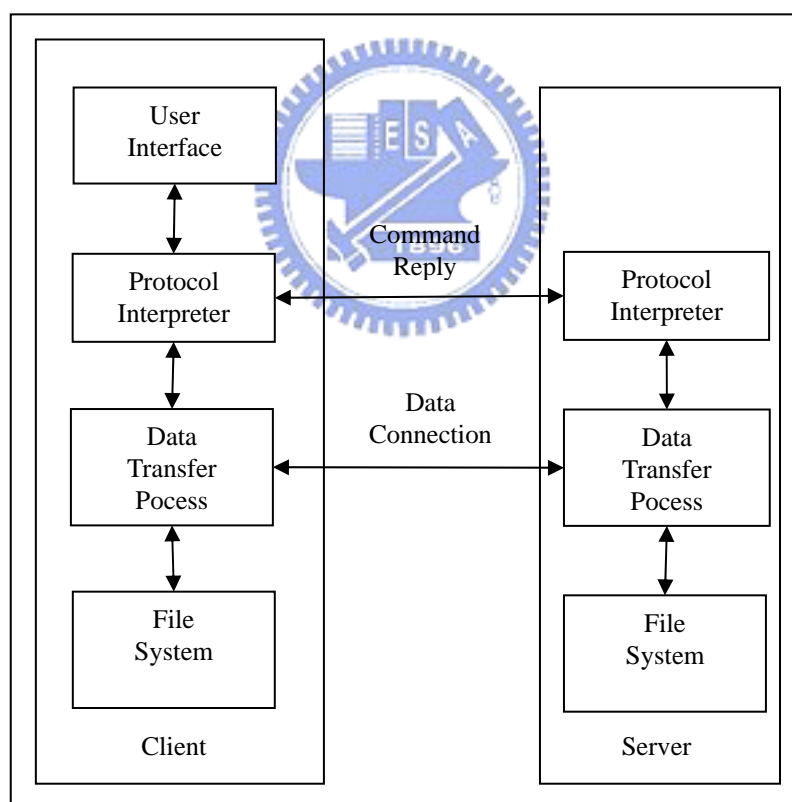 User
Interface
E S A
1896
Command
Reply
Protocol
Interpreter
Protocol
Interpreter
Data
Connection
Data
Transfer
Pocess
Data
Transfer
Pocess
File
System
File
System
Client
Server